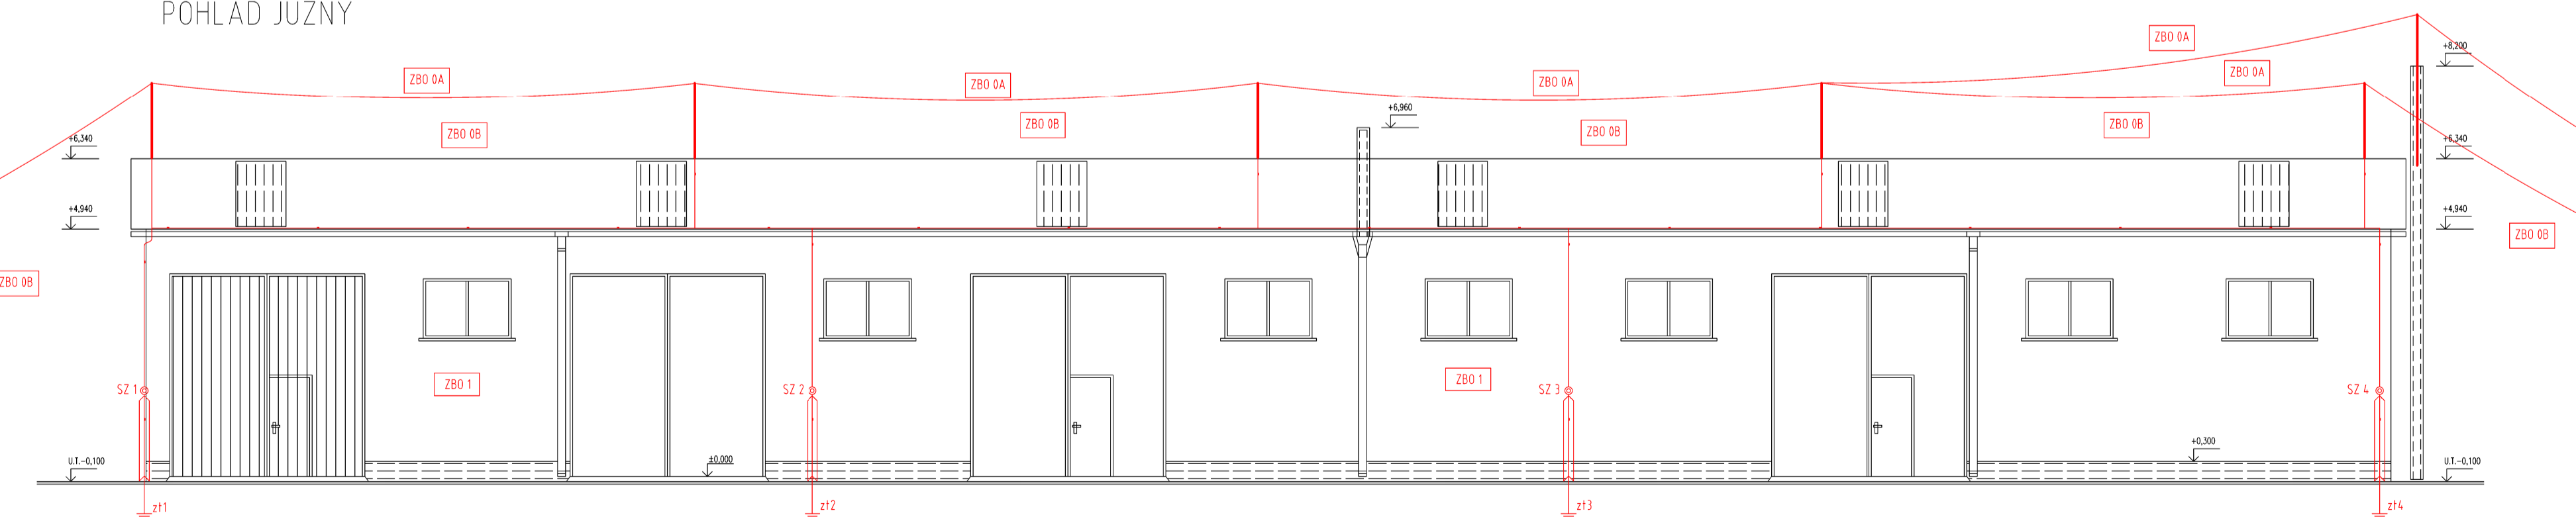 POHLAD JUZNY
ZBO 0A
ZBO 0A
ZBO 0A
ZBO 0A
ZBO 0A
+8,200
+6,960
ZBO 0B
ZBO 0B
ZBO 0B
ZBO 0B
+6,340
+6,340
+4,940
+4,940
ZBO 0B
ZBO 0B
SZ 1
ZBO 1
SZ 2
SZ 3
ZBO 1
SZ 4
U.T.-0,100
±0,000
+0,300
U.T.-0,100
zt1
zt2
zt3
zt4